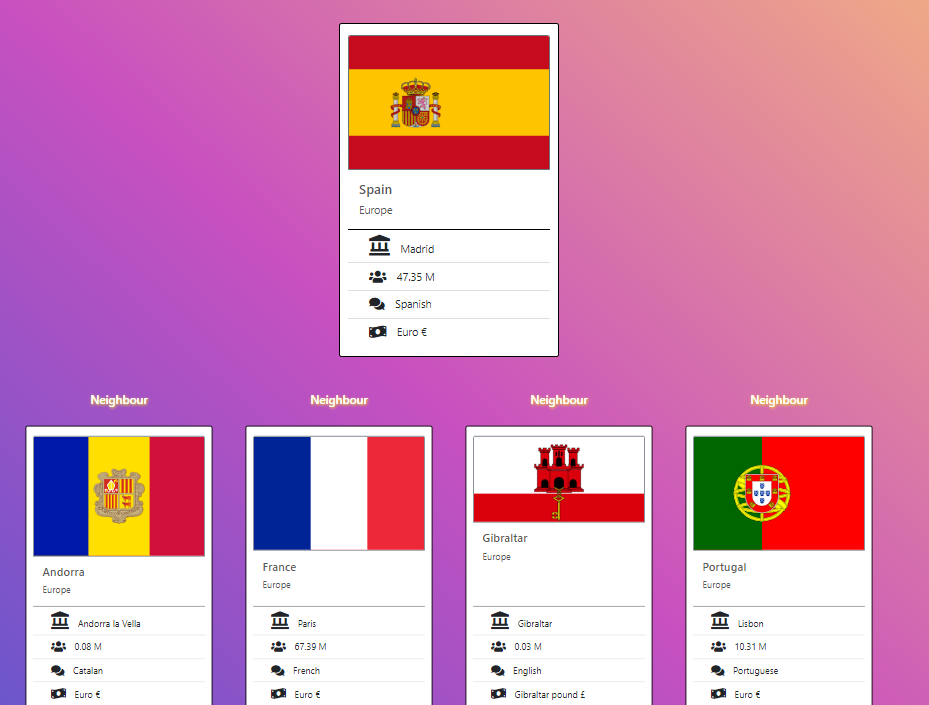 Spain
Europe
Madrid
47.35 M
Spanish
Euro €
Neighbour
Neighbour
Neighbour
Neighbour
Andorra
Europe
Andorra la Vella
0.08 M
Catalan
Euro €
France
Europe
Paris
67.39 M
French
Euro €
Gibraltar
Europe
Gibraltar
0.03 M
English
Gibraltar pound £
Portugal
Europe
Lisbon
10.31 M
Portuguese
Euro €